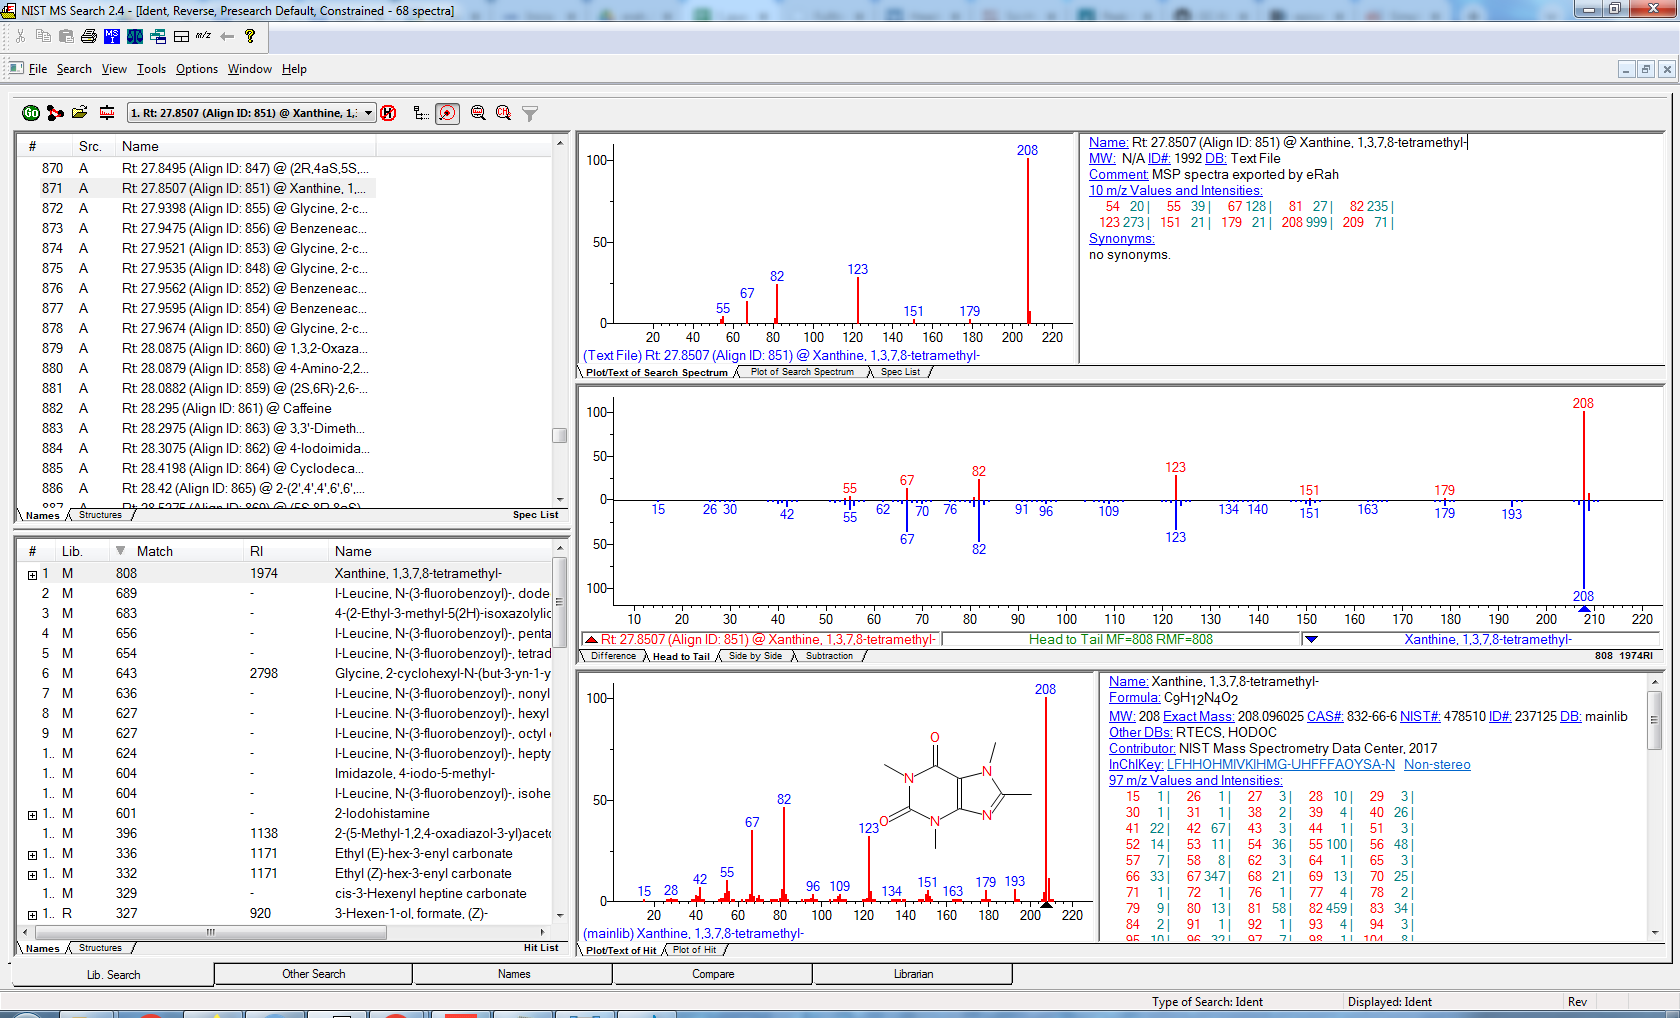 NIST MS Search 2.4 - [Ident, Reverse, Presearch Default, Constrained - 68 spectra]
MS I m/z ?
File Search View Tools Options Window Help
GO 1. Rt: 27.8507 (Align ID: 851) @ Xanthine, 1,:
# Src. Name
870 A Rt: 27.8495 (Align ID: 847) @ (2R,4aS,5S,...
871 A Rt: 27.8507 (Align ID: 851) @ Xanthine, 1,...
872 A Rt: 27.9398 (Align ID: 855) @ Glycine, 2-c...
873 A Rt: 27.9475 (Align ID: 856) @ Benzeneac...
874 A Rt: 27.9521 (Align ID: 853) @ Glycine, 2-c...
875 A Rt: 27.9535 (Align ID: 848) @ Glycine, 2-c...
876 A Rt: 27.9562 (Align ID: 852) @ Benzeneac...
877 A Rt: 27.9595 (Align ID: 854) @ Benzeneac...
878 A Rt: 27.9674 (Align ID: 850) @ Glycine, 2-c...
879 A Rt: 28.0875 (Align ID: 860) @ 1,3,2-Oxaza...
880 A Rt: 28.0879 (Align ID: 858) @ 4-Amino-2,2...
881 A Rt: 28.0882 (Align ID: 859) @ (2S,6R)-2,6-...
882 A Rt: 28.295 (Align ID: 861) @ Caffeine
883 A Rt: 28.2975 (Align ID: 863) @ 3,3'-Dimeth...
884 A Rt: 28.3075 (Align ID: 862) @ 4-Iodoimida...
885 A Rt: 28.4198 (Align ID: 864) @ Cyclodeca...
886 A Rt: 28.42 (Align ID: 865) @ 2-(2',4',4',6',6',...
Names Structures Spec List
100 50 0
208 123 82 67 55 151 179
20 40 60 80 100 120 140 160 180 200 220
(Text File) Rt: 27.8507 (Align ID: 851) @ Xanthine, 1,3,7,8-tetramethyl-
Plot/Text of Search Spectrum Plot of Search Spectrum Spec List
Name: Rt: 27.8507 (Align ID: 851) @ Xanthine, 1,3,7,8-tetramethyl-
MW: N/A ID#: 1992 DB: Text File
Comment: MSP spectra exported by eRah
10 m/z Values and Intensities:
54 20| 55 39| 67 128| 81 27| 82 235|
123 273| 151 21| 179 21| 208 999| 209 71|
Synonyms:
no synonyms.
100 50 0 50 100
208
55 67 82 123 151 179
15 26 30 42 55 62 67 70 76 82 91 96 109 123 134 140 151 163 179 193 208
10 20 30 40 50 60 70 80 90 100 110 120 130 140 150 160 170 180 190 200 210 220
Rt: 27.8507 (Align ID: 851) @ Xanthine, 1,3,7,8-tetramethyl- Head to Tail MF=808 RMF=808 Xanthine, 1,3,7,8-tetramethyl-
Difference Head to Tail Side by Side Subtraction 808 1974RI
# Lib. Match RI Name
1 M 808 1974 Xanthine, 1,3,7,8-tetramethyl-
2 M 689 - l-Leucine, N-(3-fluorobenzoyl)-, dode
3 M 683 - 4-(2-Ethyl-3-methyl-5(2H)-isoxazolylic
4 M 656 - l-Leucine, N-(3-fluorobenzoyl)-, penta
5 M 654 - l-Leucine, N-(3-fluorobenzoyl)-, tetrad
6 M 643 2798 Glycine, 2-cyclohexyl-N-(but-3-yn-1-y
7 M 636 - l-Leucine, N-(3-fluorobenzoyl)-, nonyl
8 M 627 - l-Leucine. N-(3-fluorobenzoyl)-, hexyl
9 M 627 - l-Leucine, N-(3-fluorobenzoyl)-, octyl
1.. M 624 - l-Leucine, N-(3-fluorobenzoyl)-, hepty
1.. M 604 - Imidazole, 4-iodo-5-methyl-
1.. M 604 - l-Leucine, N-(3-fluorobenzoyl)-, isohe
1.. M 601 - 2-Iodohistamine
1.. M 396 1138 2-(5-Methyl-1,2,4-oxadiazol-3-yl)aceto
1.. M 336 1171 Ethyl (E)-hex-3-enyl carbonate
1.. M 332 1171 Ethyl (Z)-hex-3-enyl carbonate
1.. M 329 - cis-3-Hexenyl heptine carbonate
1.. R 327 920 3-Hexen-1-ol, formate, (Z)-
Names Structures Hit List
100 50 0
208 82 67 123 15 28 42 55 96 109 134 151 163 179 193
O N N O N N
20 40 60 80 100 120 140 160 180 200 220
(mainlib) Xanthine, 1,3,7,8-tetramethyl-
Plot/Text of Hit Plot of Hit
Name: Xanthine, 1,3,7,8-tetramethyl-
Formula: C9H12N4O2
MW: 208 Exact Mass: 208.096025 CAS#: 832-66-6 NIST#: 478510 ID#: 237125 DB: mainlib
Other DBs: RTECS, HODOC
Contributor: NIST Mass Spectrometry Data Center, 2017
InChIKey: LFHHOHMIVKIHMG-UHFFFAOYSA-N Non-stereo
97 m/z Values and Intensities:
15 1| 26 1| 27 3| 28 10| 29 3|
30 1| 31 1| 38 2| 39 4| 40 26|
41 22| 42 67| 43 3| 44 1| 51 3|
52 14| 53 11| 54 36| 55 100| 56 48|
57 7| 58 8| 62 3| 64 1| 65 3|
66 33| 67 347| 68 21| 69 13| 70 25|
71 1| 72 1| 76 1| 77 4| 78 2|
79 9| 80 13| 81 58| 82 459| 83 34|
84 2| 91 1| 92 1| 93 4| 94 3|
95 10| 96 32| 97 7| 98 1| 104 8|
Lib. Search Other Search Names Compare Librarian
Type of Search: Ident Displayed: Ident Rev